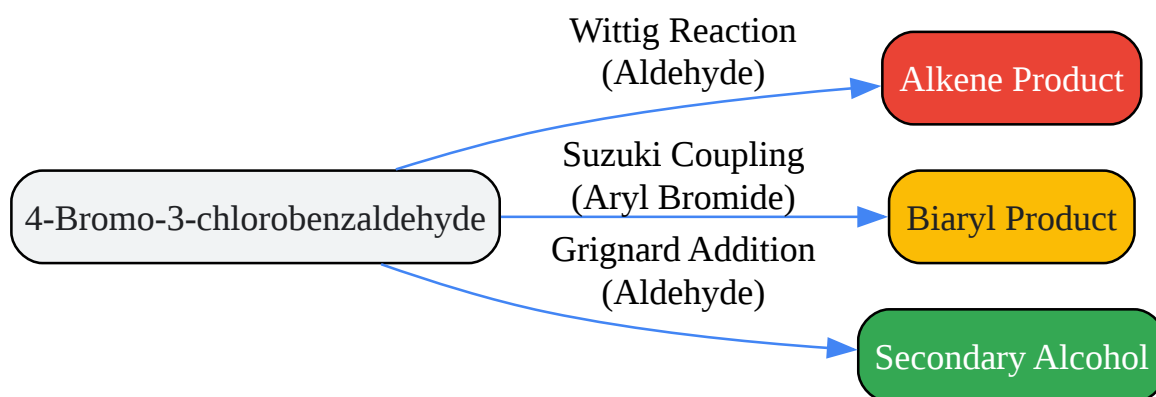 Wittig Reaction
(Aldehyde)
Alkene Product
4-Bromo-3-chlorobenzaldehyde
Suzuki Coupling
(Aryl Bromide)
Biaryl Product
Grignard Addition
(Aldehyde)
Secondary Alcohol